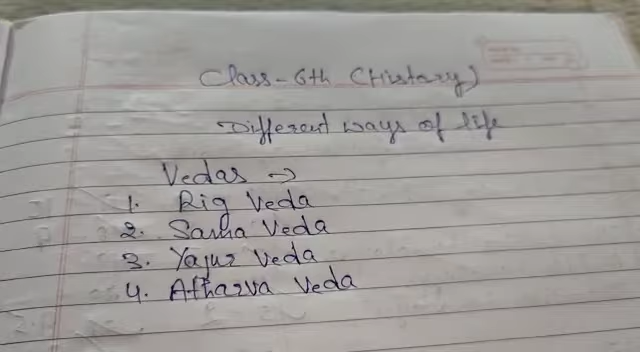 Class - 6th (History)
Different ways of life
Vedas →
1. Rig Veda
2. Sama Veda
3. Yajur Veda
4. Atharva Veda